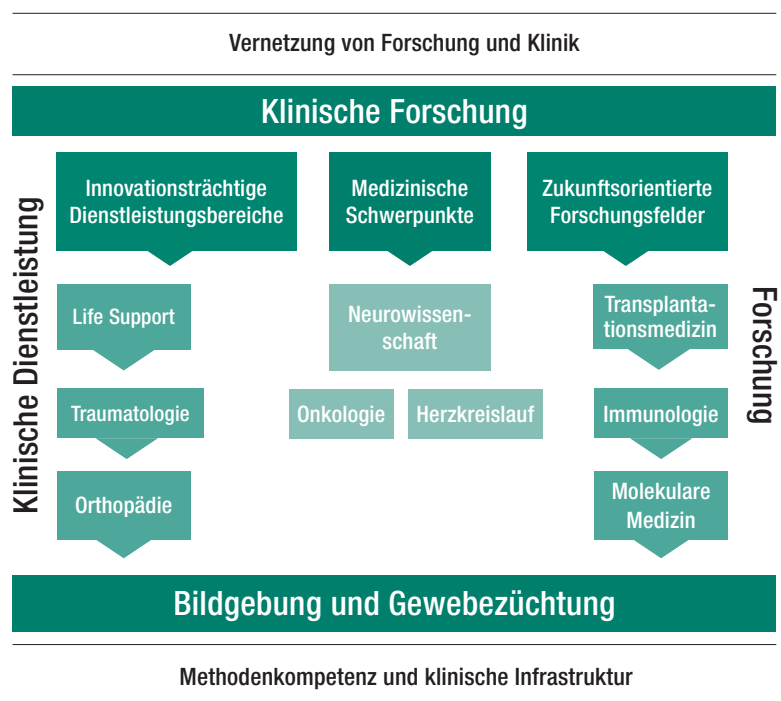 Vernetzung von Forschung und Klinik
Klinische Forschung
Klinische Dienstleistung
Innovationsträchtige
Dienstleistungsbereiche
Life Support
Traumatologie
Orthopädie
Medizinische
Schwerpunkte
Neurowissen-
schaft
Onkologie
Herzkreislauf
Zukunftsorientierte
Forschungsfelder
Transplanta-
tionsmedizin
Immunologie
Molekulare
Medizin
Forschung
Bildgebung und Gewebezüchtung
Methodenkompetenz und klinische Infrastruktur